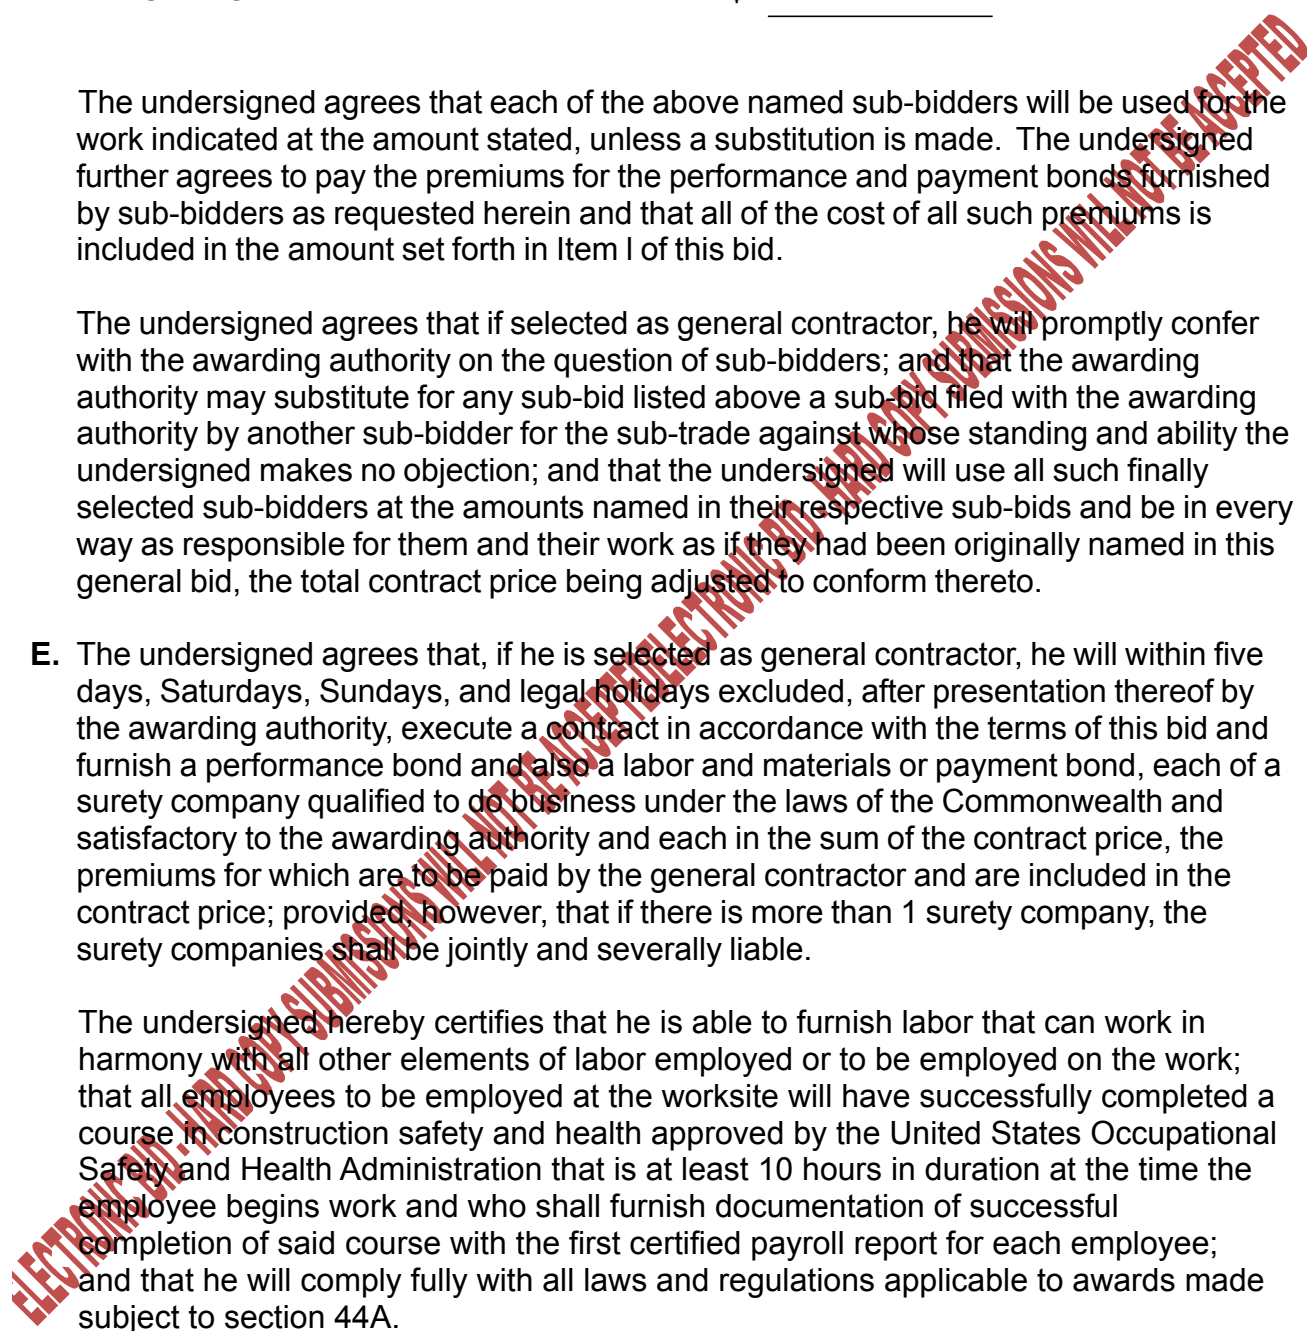 The undersigned agrees that each of the above named sub-bidders will be used for the
work indicated at the amount stated, unless a substitution is made. The undersigned
further agrees to pay the premiums for the performance and payment bonds furnished
by sub-bidders as requested herein and that all of the cost of all such premiums is
included in the amount set forth in Item I of this bid.
The undersigned agrees that if selected as general contractor, he will promptly confer
with the awarding authority on the question of sub-bidders; and that the awarding
authority may substitute for any sub-bid listed above a sub-bid filed with the awarding
authority by another sub-bidder for the sub-trade against whose standing and ability the
undersigned makes no objection; and that the undersigned will use all such finally
selected sub-bidders at the amounts named in their respective sub-bids and be in every
way as responsible for them and their work as if they had been originally named in this
general bid, the total contract price being adjusted to conform thereto.
E. The undersigned agrees that, if he is selected as general contractor, he will within five
days, Saturdays, Sundays, and legal holidays excluded, after presentation thereof by
the awarding authority, execute a contract in accordance with the terms of this bid and
furnish a performance bond and also a labor and materials or payment bond, each of a
surety company qualified to do business under the laws of the Commonwealth and
satisfactory to the awarding authority and each in the sum of the contract price, the
premiums for which are to be paid by the general contractor and are included in the
contract price; provided, however, that if there is more than 1 surety company, the
surety companies shall be jointly and severally liable.
The undersigned hereby certifies that he is able to furnish labor that can work in
harmony with all other elements of labor employed or to be employed on the work;
that all employees to be employed at the worksite will have successfully completed a
course in construction safety and health approved by the United States Occupational
Safety and Health Administration that is at least 10 hours in duration at the time the
employee begins work and who shall furnish documentation of successful
completion of said course with the first certified payroll report for each employee;
and that he will comply fully with all laws and regulations applicable to awards made
subject to section 44A.
ELECTRONIC BID - HARD COPY SUBMISSIONS WILL NOT BE ACCEPTEDELECTRONIC BID - HARD COPY SUBMISSIONS WILL NOT BE ACCEPTED